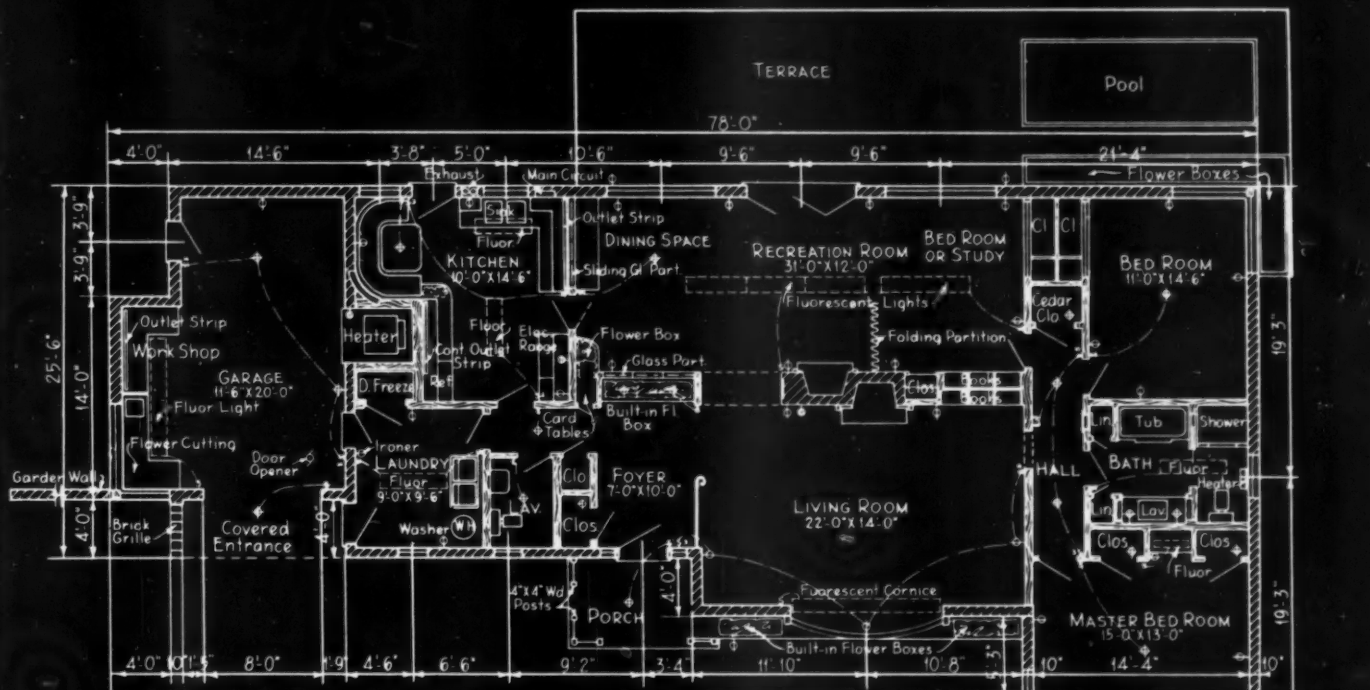 TERRACE
Pool
78'-0"
4'-0"
14'-6"
3'-8"
5'-0"
10'-6"
9'-6"
9'-6"
21'-4"
Exhaust
Main Circuit
Flower Boxes
3'-9"
3'-9"
14'-0"
25'-6"
4'-0"
Sink
Fluor.
KITCHEN
10'-0"X14'-6"
Outlet Strip
DINING SPACE
Sliding Gl. Part.
RECREATION ROOM
31'-0"X12'-0"
BED ROOM
OR STUDY
Cl
Cl
BED ROOM
11'-0"X14'-6"
Cedar
Clo
Fluorescent Lights
Folding Partition
19'-3"
Outlet Strip
Work Shop
GARAGE
11'-6"X20'-0"
Fluor Light
Flower Cutting
Door
Opener
Heater
D. Freeze
Cont Outlet
Strip
Ref
Floor
Elec
Range
Flower Box
Glass Part.
Built-in Fl.
Box
Card
Tables
Clos
Books
Books
Lin
Tub
Shower
Garden Wall
Brick
Grille
Covered
Entrance
4'-0"
Ironer
LAUNDRY
Fluor
9'-0"X9'-6"
Washer
WH
LAV.
Clo
Clos
FOYER
7'-0"X10'-0"
LIVING ROOM
22'-0"X14'-0"
HALL
BATH
Fluor
Heater
Lin
Lav
Clos
Clos
Fluor
4"X4" Wd
Posts
PORCH
4'-0"
Fuorescent Cornice
Built-in Flower Boxes
MASTER BED ROOM
15'-0"X13'-0"
19'-3"
4'-0"
8'-0"
1'-9"
4'-6"
6'-6"
9'-2"
3'-4"
11'-10"
10'-8"
10"
14'-4"
10"